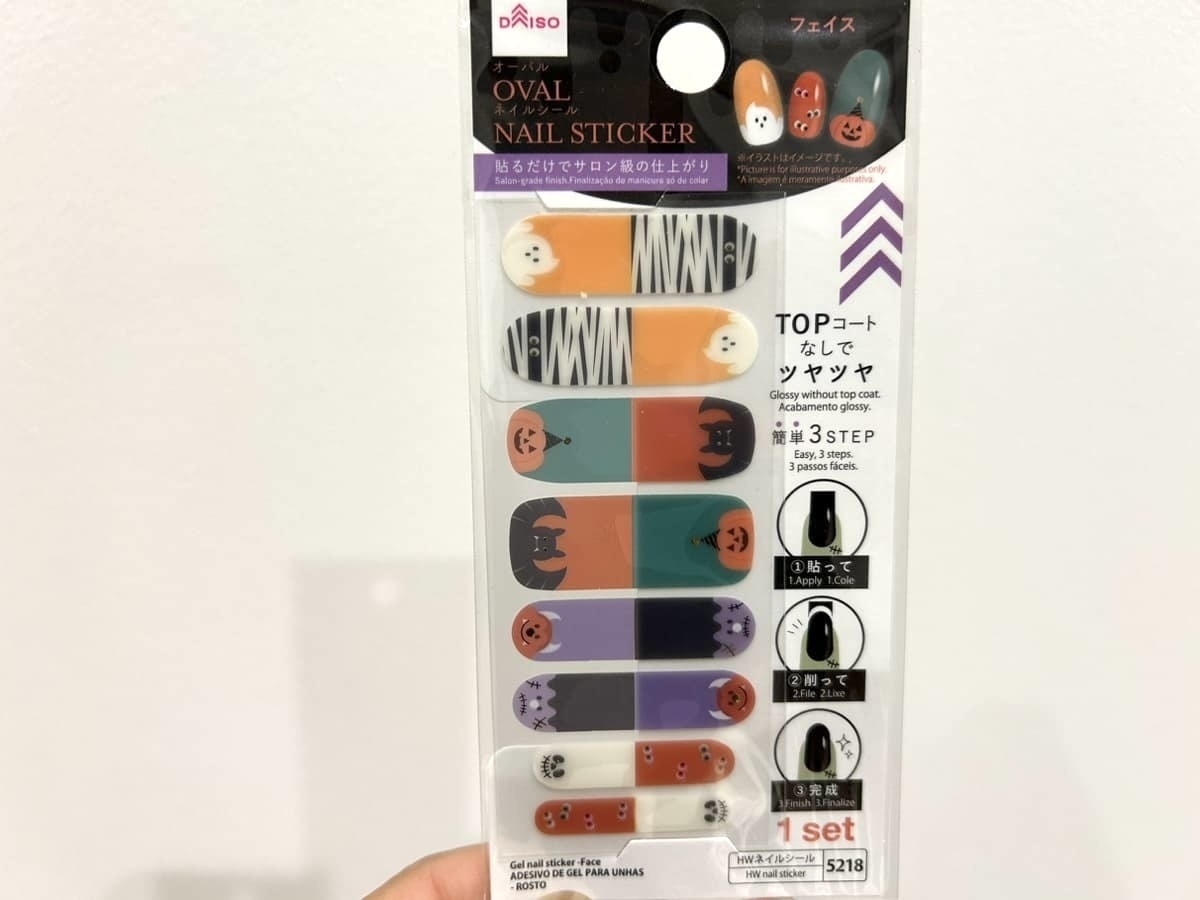 DAISO
フェイス
オーバル
OVAL
ネイルシール
NAIL STICKER
貼るだけでサロン級の仕上がり
Salon-grade finish.Finalização de manicure só de colar
※イラストはイメージです。
*Picture is for illustrative purposes only.
*A imagem é meramente ilustrativa.
TOPコート
なしで
ツヤツヤ
Glossy without top coat.
Acabamento glossy.
簡単3STEP
Easy, 3 steps.
3 passos fáceis.
①貼って
1.Apply 1.Cole
②削って
2.File 2.Lixe
③完成
3.Finish 3.Finalize
1 set
Gel nail sticker -Face
ADESIVO DE GEL PARA UNHAS
- ROSTO
HWネイルシール
HW nail sticker
5218